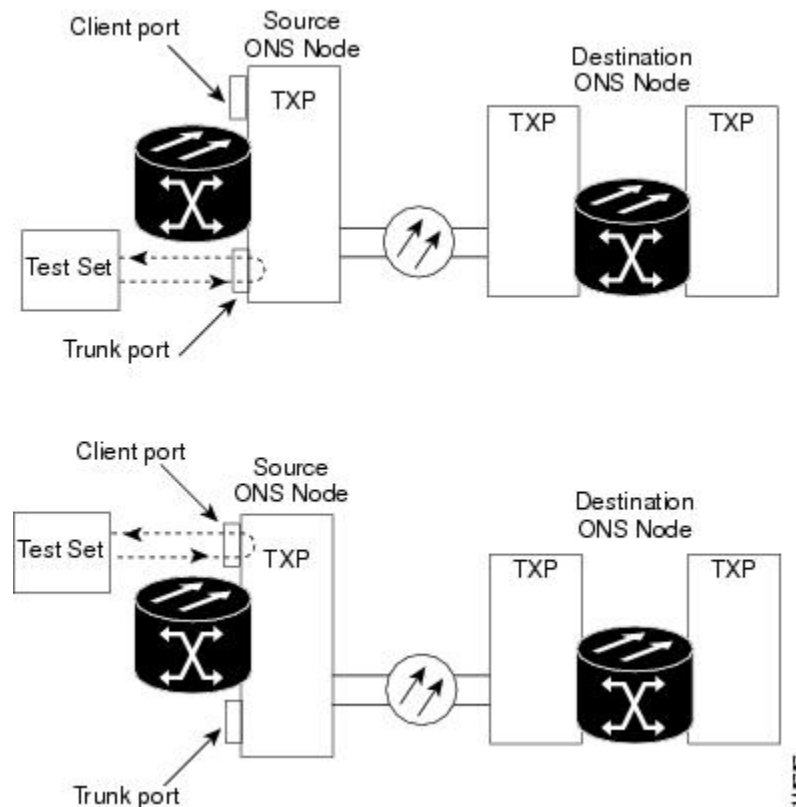 Client port
Source
ONS Node
Destination
ONS Node
TXP
TXP
TXP
Test Set
Trunk port
Client port
Source
ONS Node
Destination
ONS Node
Test Set
TXP
TXP
TXP
Trunk port